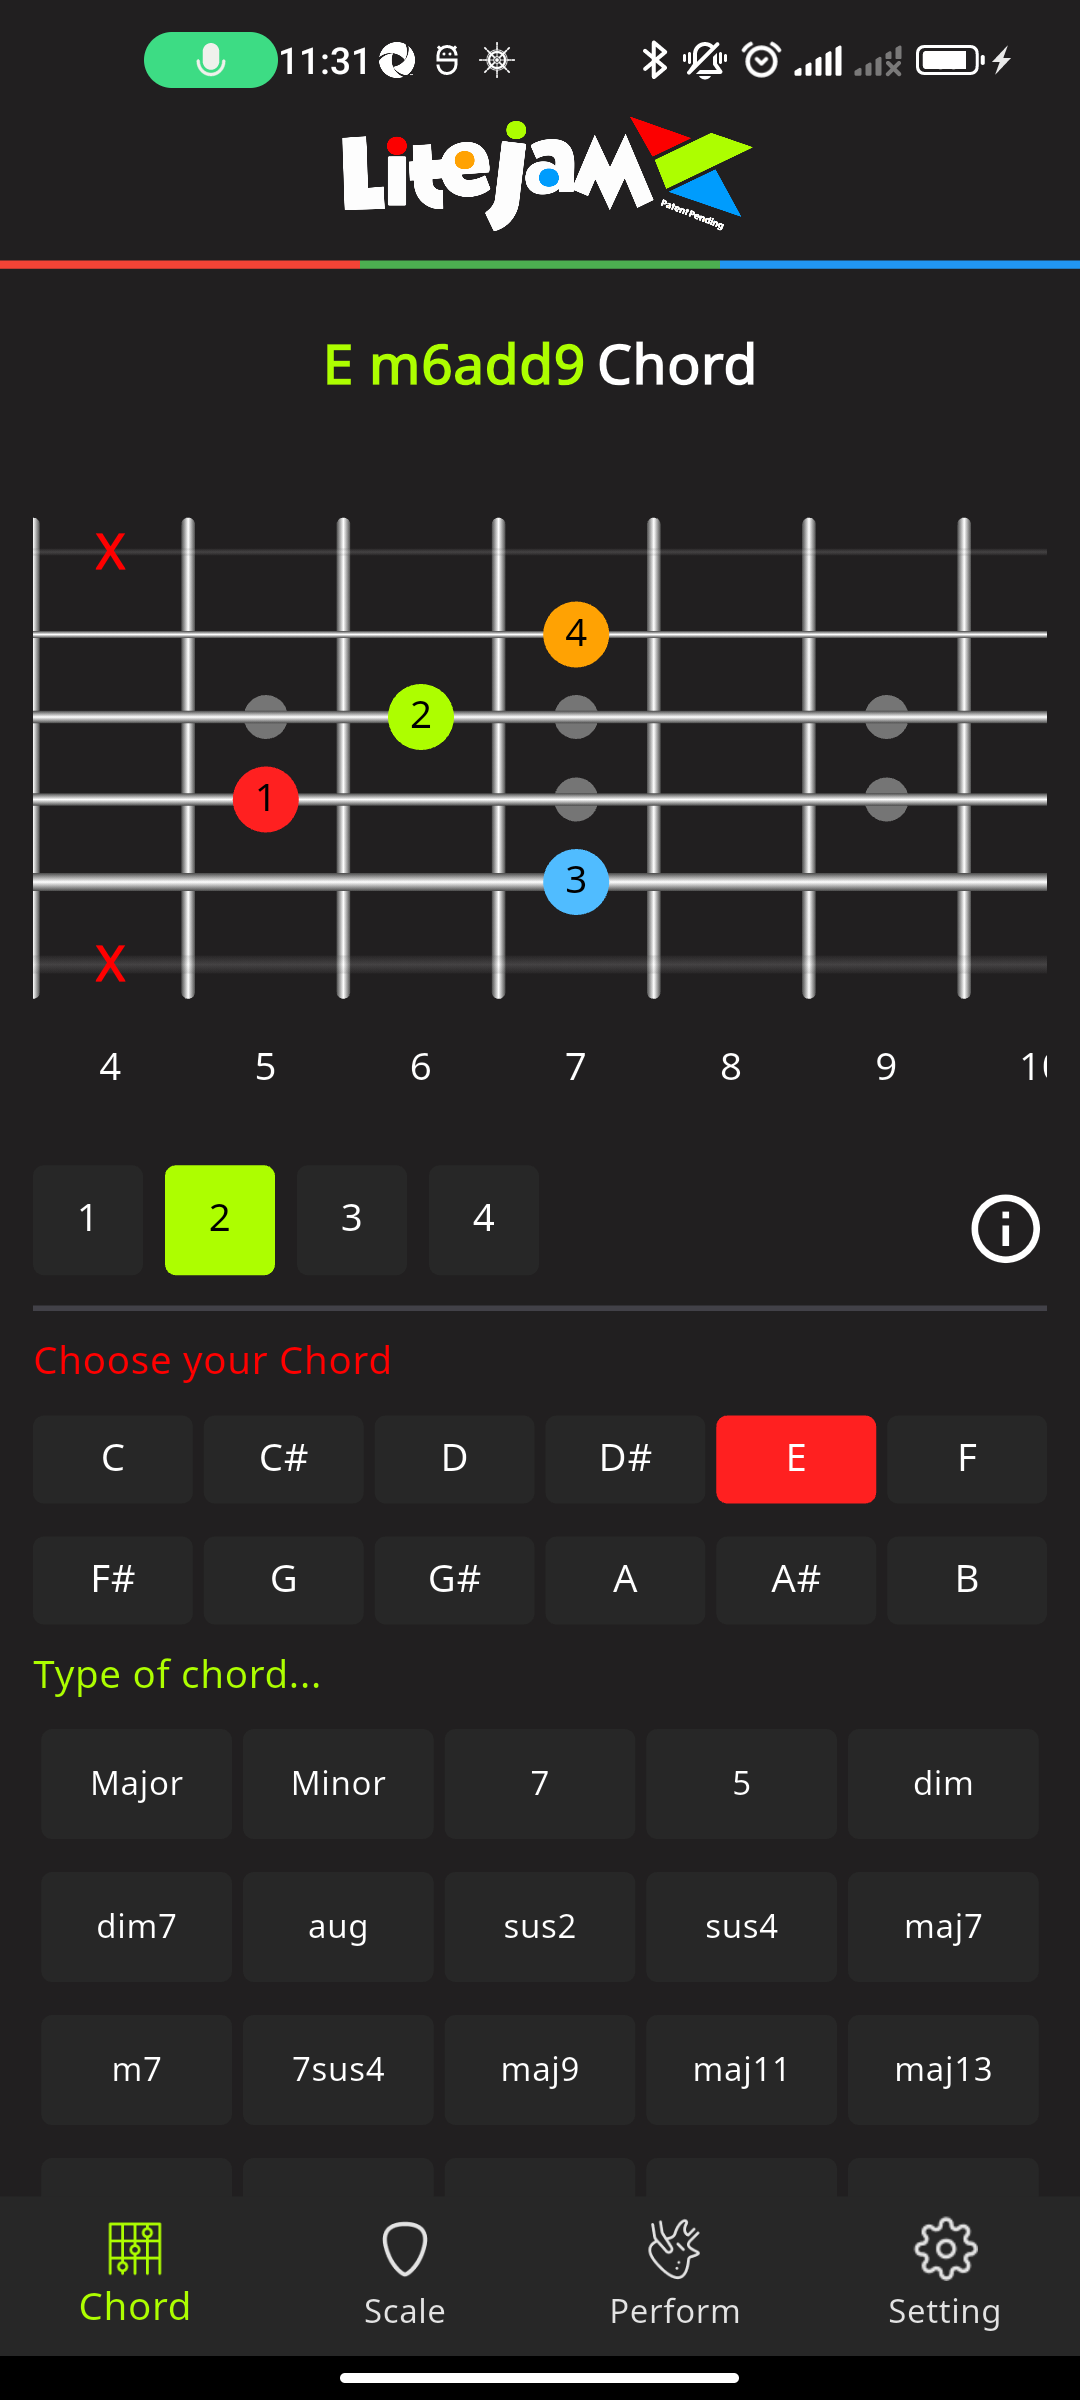 11:31
Litejam
Patent Pending
E m6add9 Chord
X
4
2
1
3
X
4 5 6 7 8 9 10
1 2 3 4
Choose your Chord
C C# D D# E F
F# G G# A A# B
Type of chord...
Major Minor 7 5 dim
dim7 aug sus2 sus4 maj7
m7 7sus4 maj9 maj11 maj13
Chord Scale Perform Setting